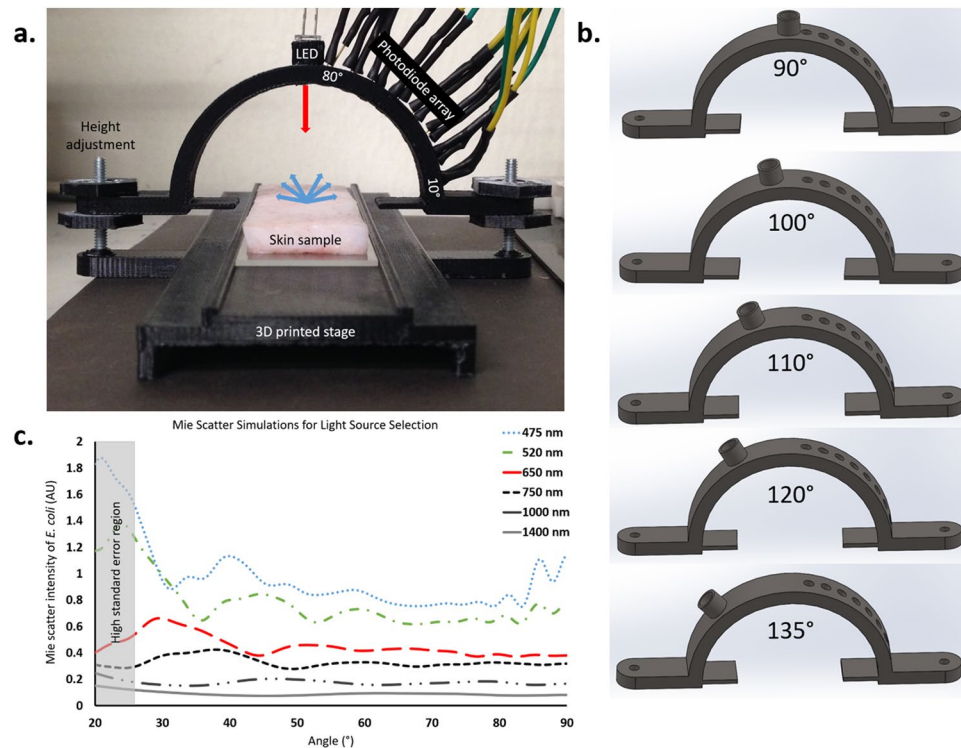 a.
LED
80°
Photodiode array
10°
Height
adjustment
Skin sample
3D printed stage
b.
90°
100°
110°
120°
135°
c.
Mie Scatter Simulations for Light Source Selection
Mie scatter intensity of E. coli (AU)
2
1.8
1.6
1.4
1.2
1
0.8
0.6
0.4
0.2
0
High standard error region
475 nm
520 nm
650 nm
750 nm
1000 nm
1400 nm
20
30
40
50
60
70
80
90
Angle (°)